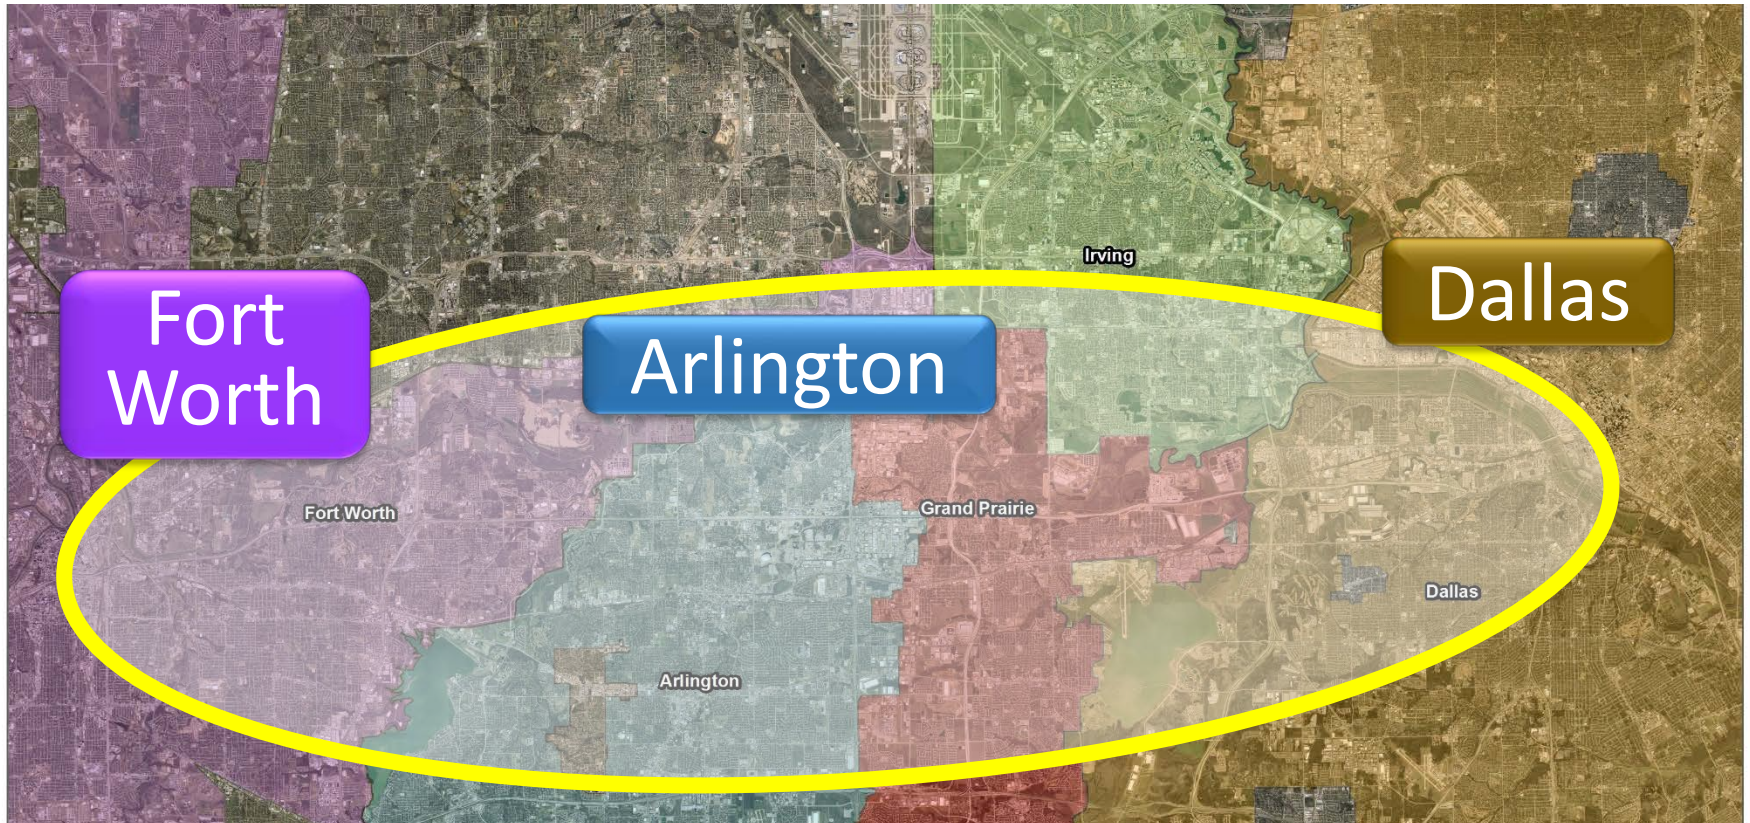 Irving
Dallas
Fort
Worth
Arlington
Fort Worth
Grand Prairie
Dallas
Arlington